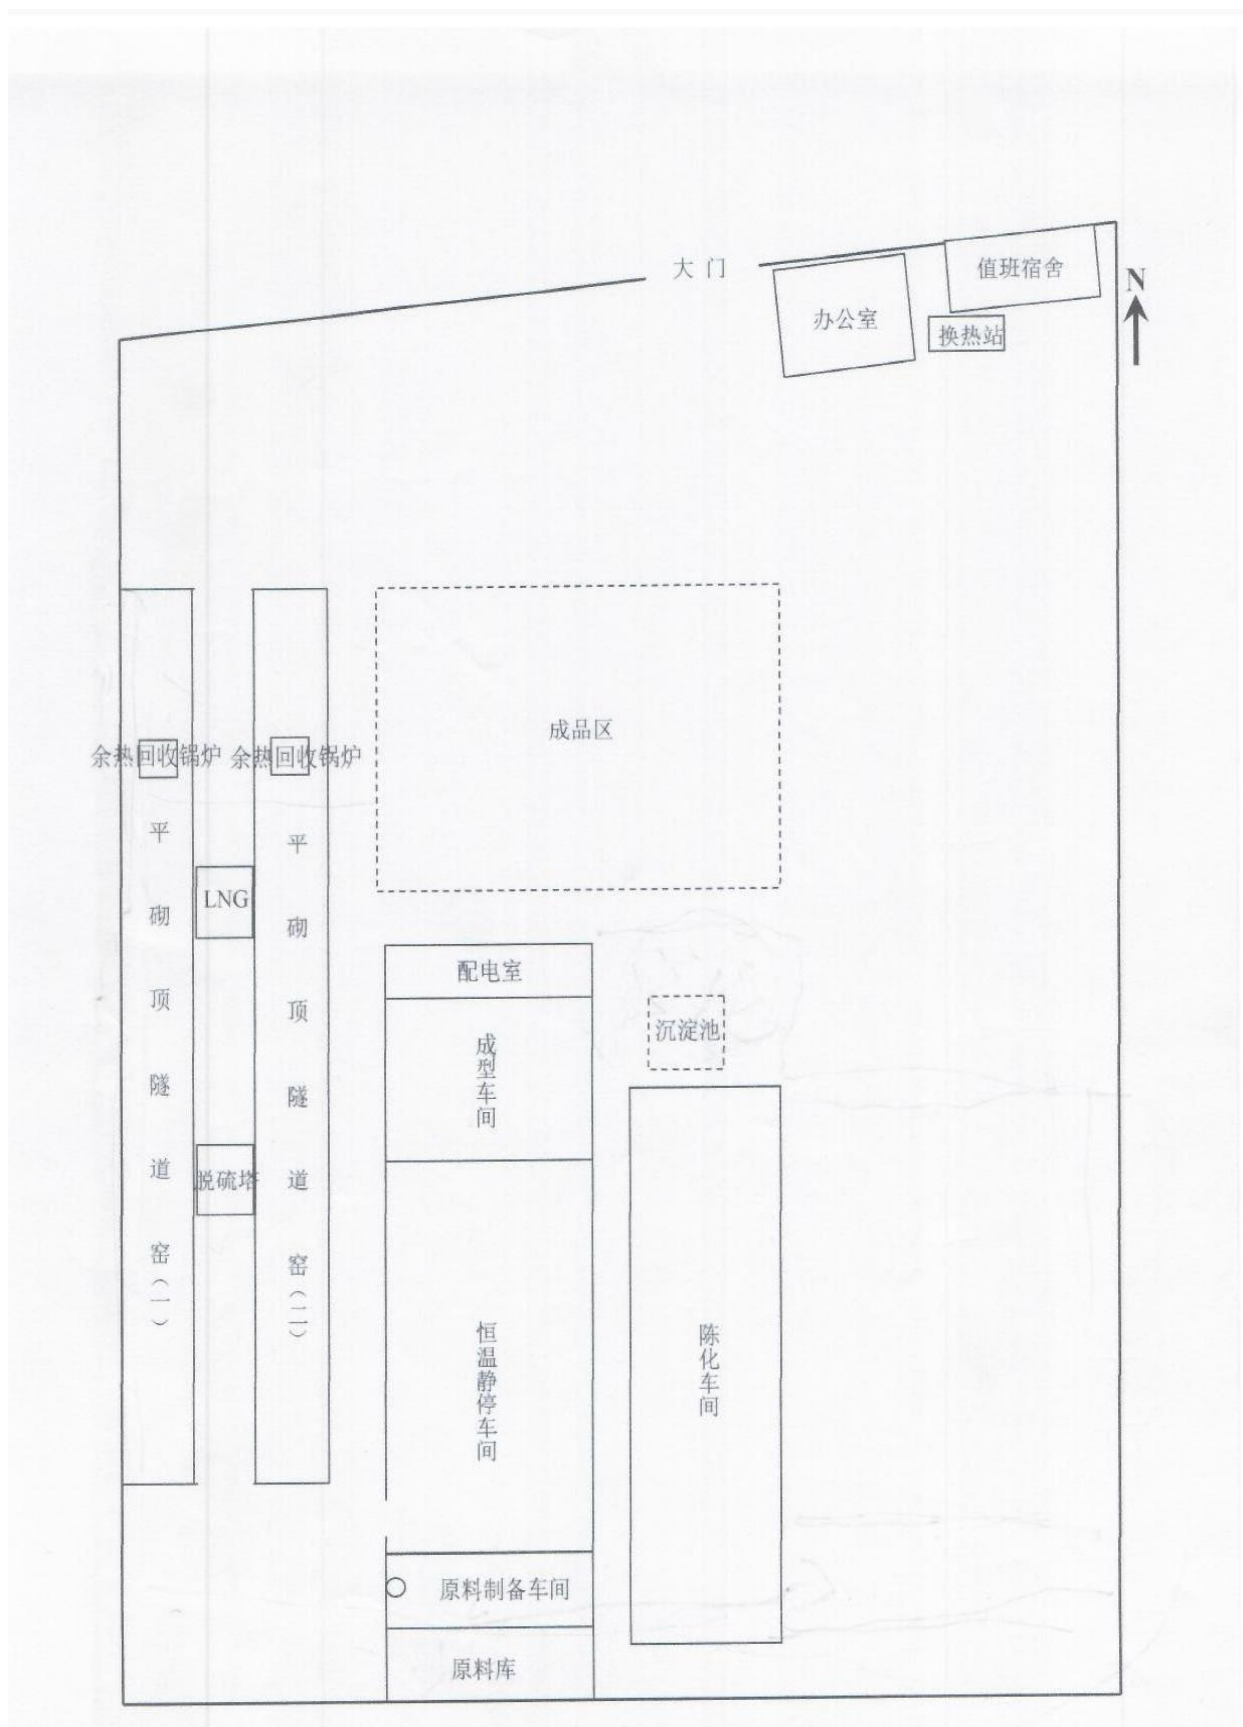 大门
值班宿舍
N
办公室
换热站
成品区
余热回收锅炉
余热回收锅炉
平砌顶隧道窑(一)
平砌顶隧道窑(二)
LNG
配电室
沉淀池
成型车间
脱硫塔
恒温静停车间
陈化车间
原料制备车间
原料库